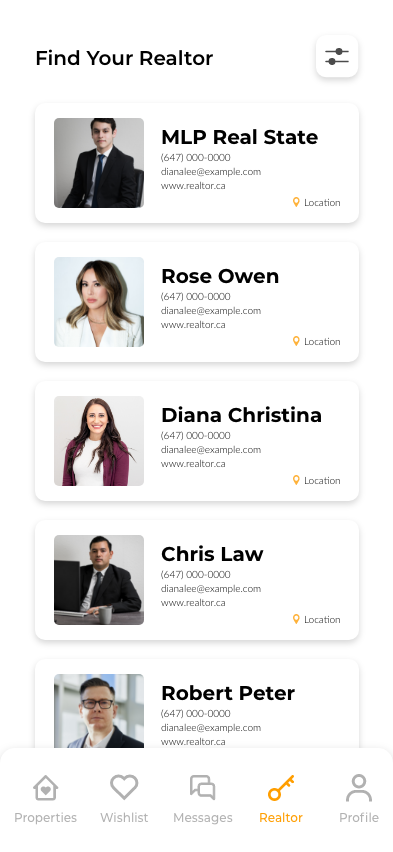 Find Your Realtor
MLP Real State
(647) 000-0000
dianalee@example.com
www.realtor.ca
Location
Rose Owen
(647) 000-0000
dianalee@example.com
www.realtor.ca
Location
Diana Christina
(647) 000-0000
dianalee@example.com
www.realtor.ca
Location
Chris Law
(647) 000-0000
dianalee@example.com
www.realtor.ca
Location
Robert Peter
(647) 000-0000
dianalee@example.com
www.realtor.ca
Properties Wishlist Messages Realtor Profile